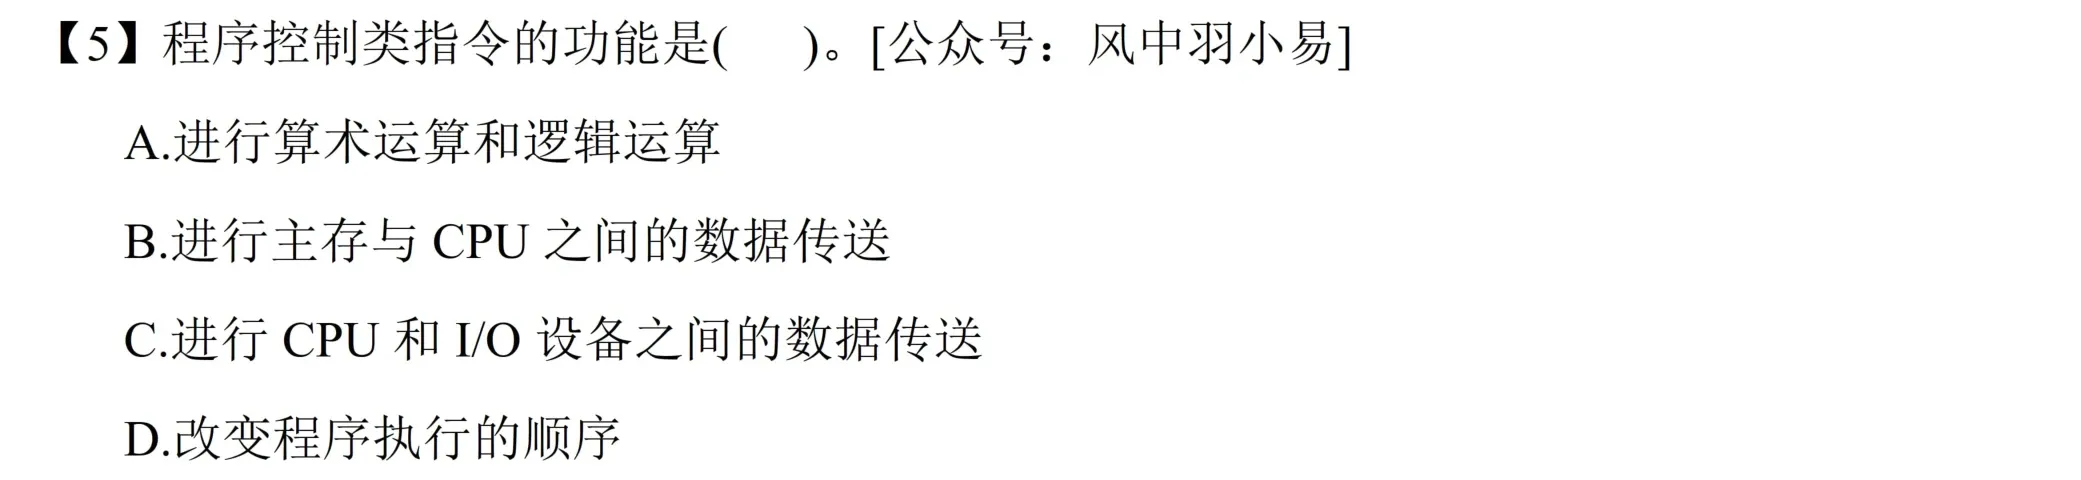 【5】程序控制类指令的功能是(    )。[公众号：风中羽小易]
A.进行算术运算和逻辑运算
B.进行主存与 CPU 之间的数据传送
C.进行 CPU 和 I/O 设备之间的数据传送
D.改变程序执行的顺序